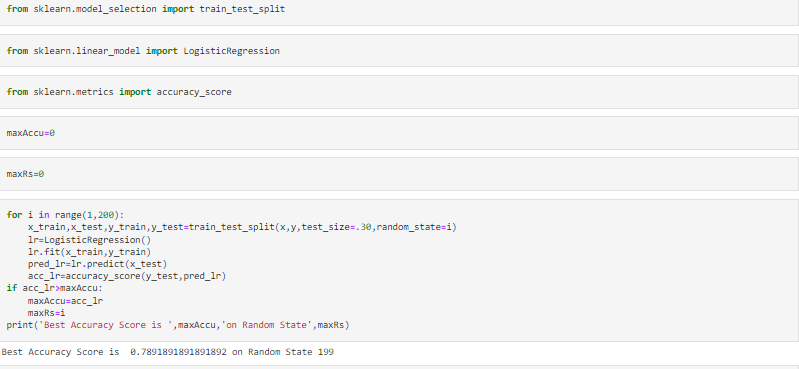 from sklearn.model_selection import train_test_split
from sklearn.linear_model import LogisticRegression
from sklearn.metrics import accuracy_score
maxAccu=0
maxRs=0
for i in range(1,200):
    x_train,x_test,y_train,y_test=train_test_split(x,y,test_size=.30,random_state=i)
    lr=LogisticRegression()
    lr.fit(x_train,y_train)
    pred_lr=lr.predict(x_test)
    acc_lr=accuracy_score(y_test,pred_lr)
if acc_lr>maxAccu:
    maxAccu=acc_lr
    maxRs=i
print('Best Accuracy Score is ',maxAccu,'on Random State',maxRs)
Best Accuracy Score is  0.7891891891891892 on Random State 199